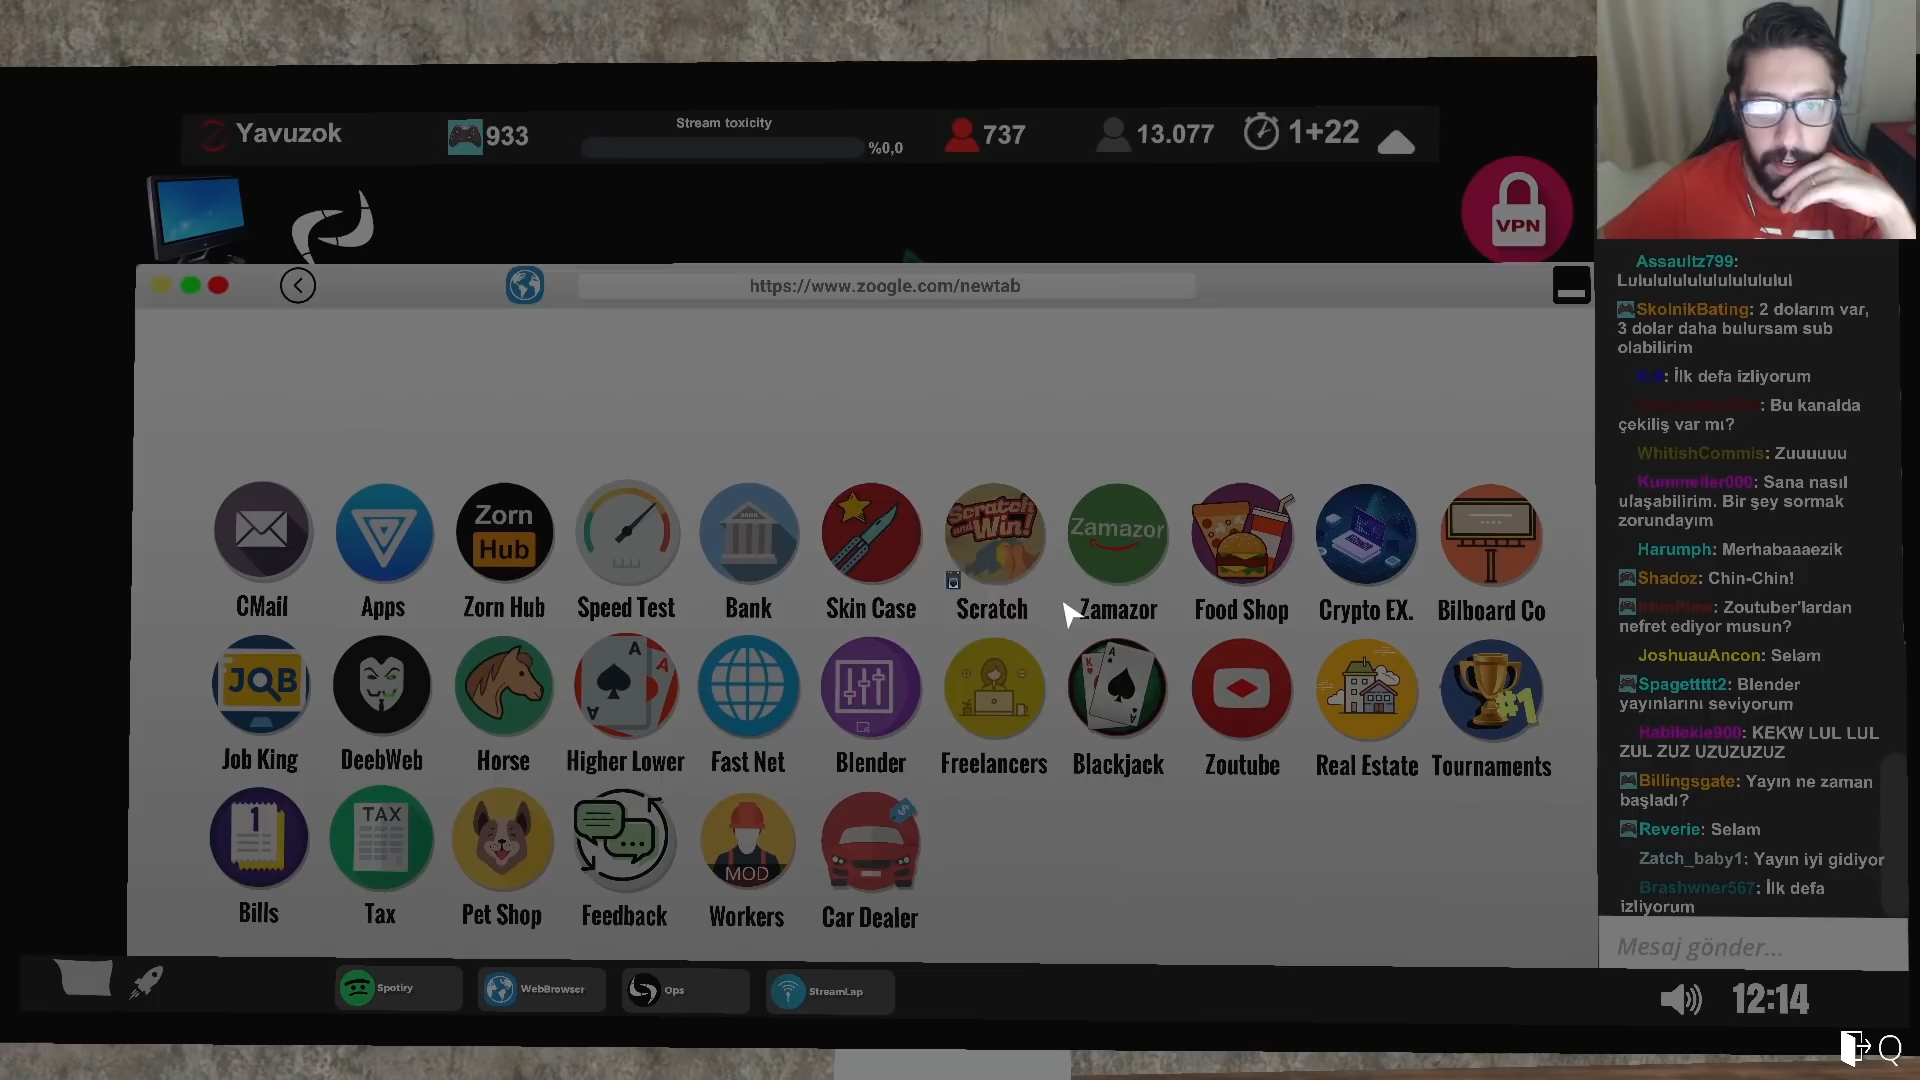 Yavuzok
933
Stream toxicity
%0,0
737
13.077
1+22
VPN
https://www.zoogle.com/newtab
Zorn
Hub
BANK
Scratch
and Win!
Zamazor
CMail
Apps
Zorn Hub
Speed Test
Bank
Skin Case
Scratch
Zamazor
Food Shop
Crypto EX.
Bilboard Co
JOB
A
A
A
K
A
A
#1
Job King
DeebWeb
Horse
Higher Lower
Fast Net
Blender
Freelancers
Blackjack
Zoutube
Real Estate
Tournaments
1
TAX
MOD
$
Bills
Tax
Pet Shop
Feedback
Workers
Car Dealer
Spotiry
WebBrowser
Ops
StreamLap
12:14
Q
Assaultz799:
Lulululululululululululul
SkolnikBating: 2 dolarım var,
3 dolar daha bulursam sub
olabilirim
: İlk defa izliyorum
: Bu kanalda
çekiliş var mı?
WhitishCommis: Zuuuuuu
Kummeller000: Sana nasıl
ulaşabilirim. Bir şey sormak
zorundayım
Harumph: Merhabaaaezik
Shadoz: Chin-Chin!
: Zoutuber'lardan
nefret ediyor musun?
JoshuauAncon: Selam
Spagettttt2: Blender
yayınlarını seviyorum
Habilekie900: KEKW LUL LUL
ZUL ZUZ UZUZUZUZ
Billingsgate: Yayın ne zaman
başladı?
Reverie: Selam
Zatch_baby1: Yayın iyi gidiyor
Brashwner567: İlk defa
izliyorum
Mesaj gönder...